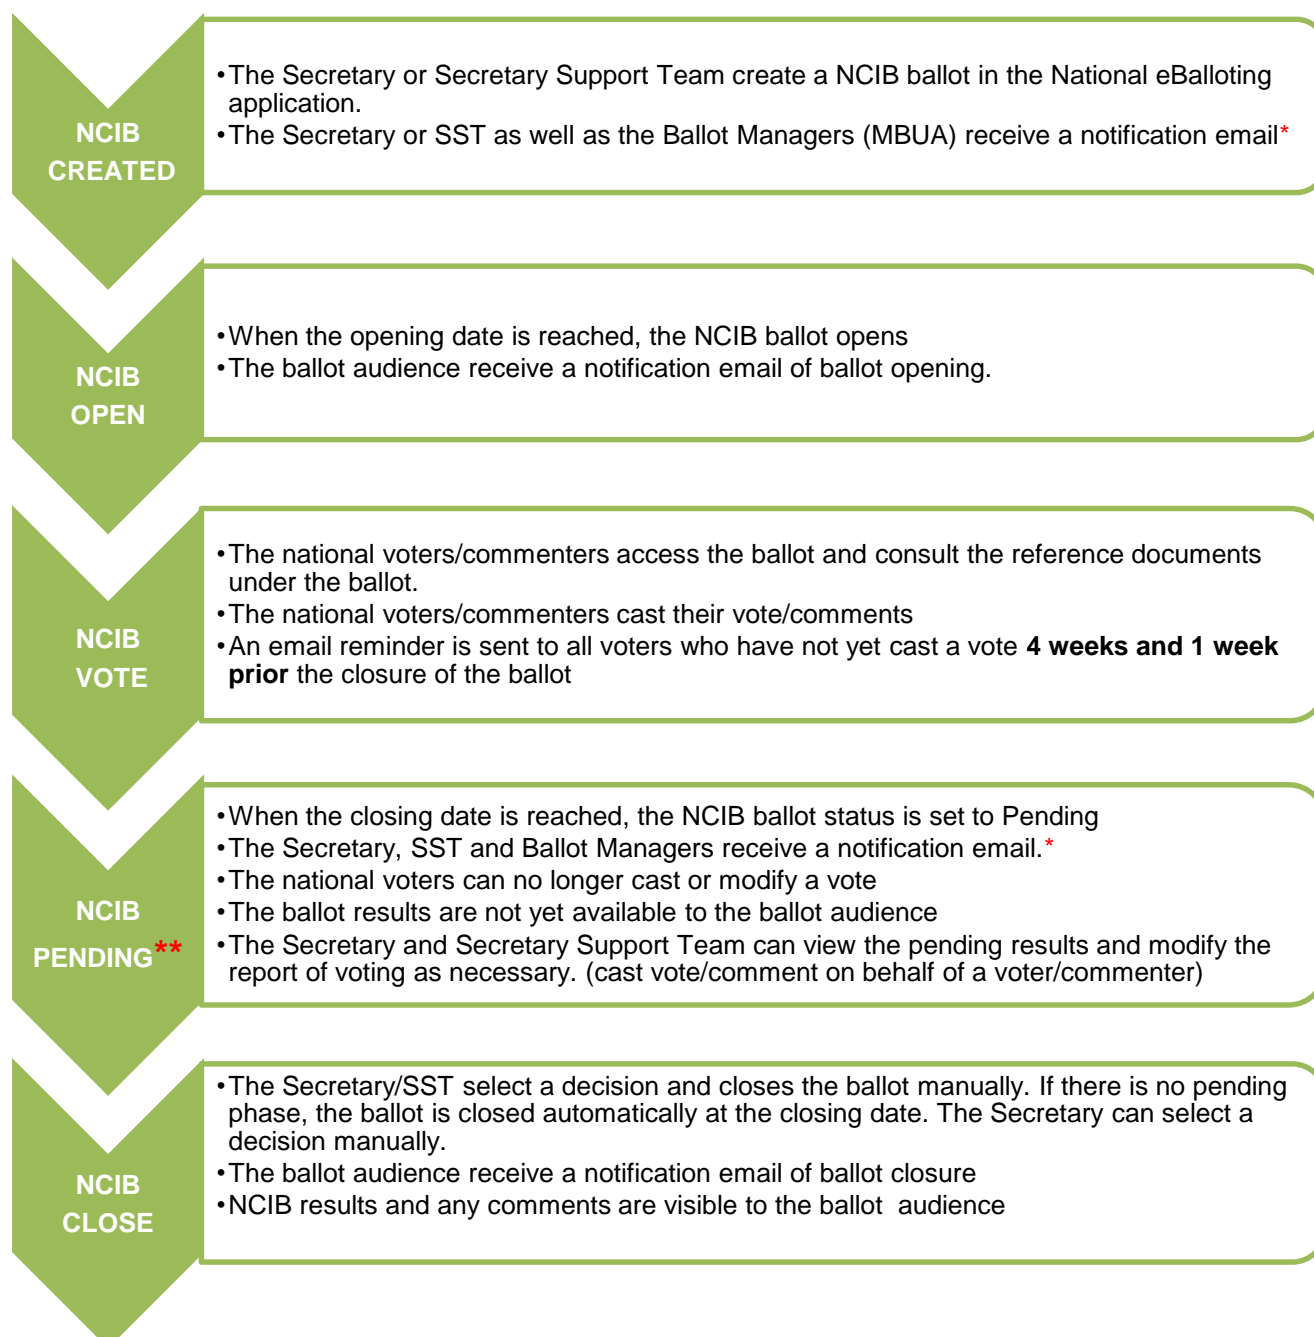 NCIB
CREATED
•The Secretary or Secretary Support Team create a NCIB ballot in the National eBalloting
application.
•The Secretary or SST as well as the Ballot Managers (MBUA) receive a notification email*
NCIB
OPEN
•When the opening date is reached, the NCIB ballot opens
•The ballot audience receive a notification email of ballot opening.
NCIB
VOTE
•The national voters/commenters access the ballot and consult the reference documents
under the ballot.
•The national voters/commenters cast their vote/comments
•An email reminder is sent to all voters who have not yet cast a vote 4 weeks and 1 week
prior the closure of the ballot
NCIB
PENDING**
•When the closing date is reached, the NCIB ballot status is set to Pending
•The Secretary, SST and Ballot Managers receive a notification email.*
•The national voters can no longer cast or modify a vote
•The ballot results are not yet available to the ballot audience
•The Secretary and Secretary Support Team can view the pending results and modify the
report of voting as necessary. (cast vote/comment on behalf of a voter/commenter)
NCIB
CLOSE
•The Secretary/SST select a decision and closes the ballot manually. If there is no pending
phase, the ballot is closed automatically at the closing date. The Secretary can select a
decision manually.
•The ballot audience receive a notification email of ballot closure
•NCIB results and any comments are visible to the ballot  audience